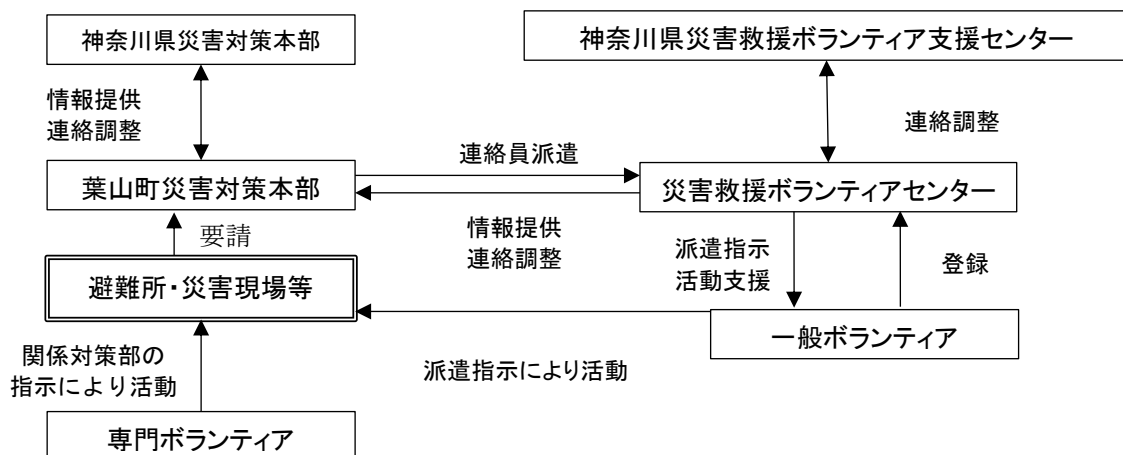 神奈川県災害対策本部
神奈川県災害救援ボランティア支援センター
情報提供
連絡調整
連絡調整
葉山町災害対策本部
連絡員派遣
災害救援ボランティアセンター
要請
情報提供
連絡調整
派遣指示
活動支援
登録
避難所・災害現場等
一般ボランティア
関係対策部の
指示により活動
派遣指示により活動
専門ボランティア